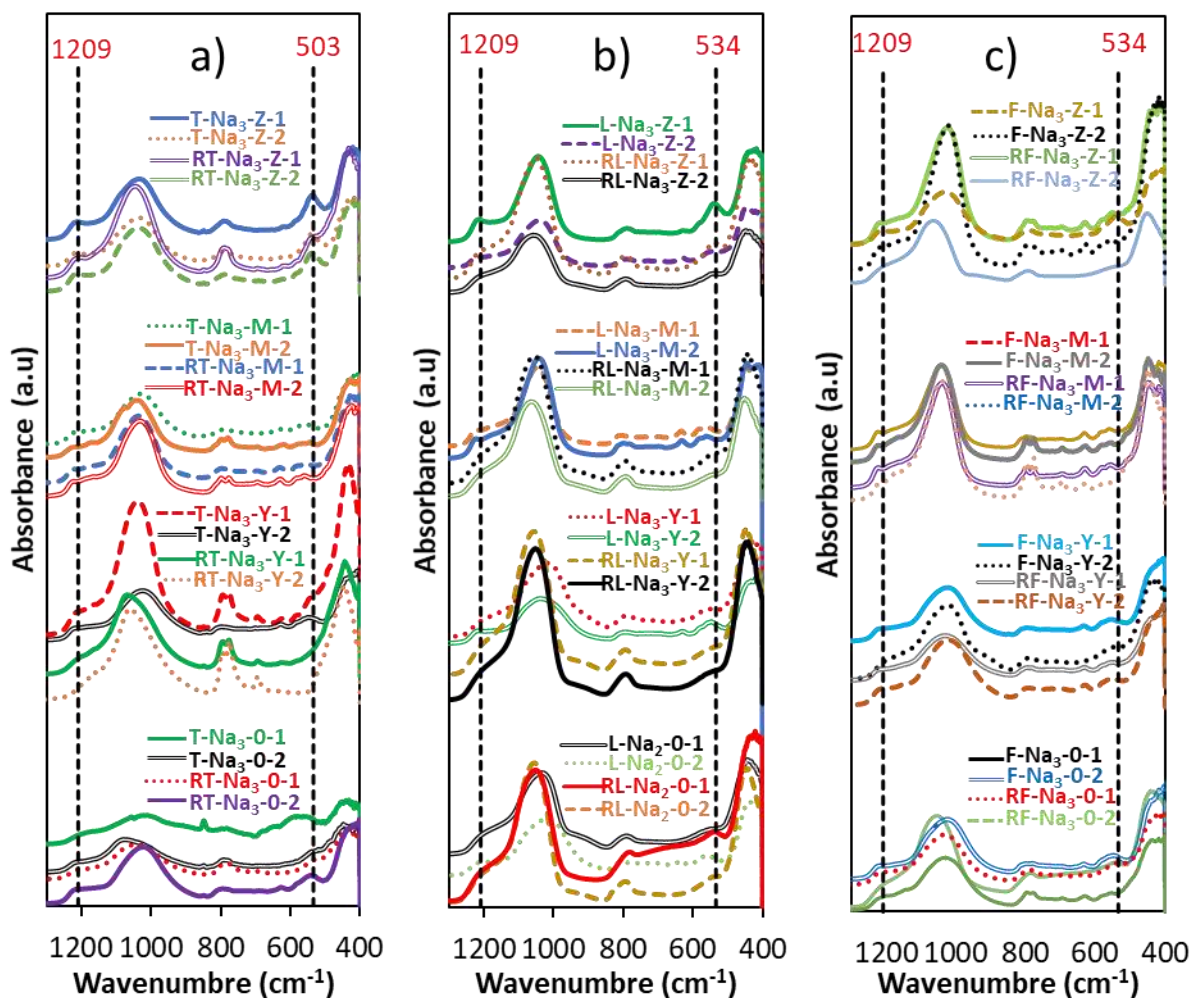 1209
503
a)
T-Na₃-Z-1
T-Na₃-Z-2
RT-Na₃-Z-1
RT-Na₃-Z-2
T-Na₃-M-1
T-Na₃-M-2
RT-Na₃-M-1
RT-Na₃-M-2
T-Na₃-Y-1
T-Na₃-Y-2
RT-Na₃-Y-1
RT-Na₃-Y-2
T-Na₃-0-1
T-Na₃-0-2
RT-Na₃-0-1
RT-Na₃-0-2
Absorbance (a.u)
1200 1000 800 600 400
Wavenumbre (cm⁻¹)
1209
534
b)
L-Na₃-Z-1
L-Na₃-Z-2
RL-Na₃-Z-1
RL-Na₃-Z-2
L-Na₃-M-1
L-Na₃-M-2
RL-Na₃-M-1
RL-Na₃-M-2
L-Na₃-Y-1
L-Na₃-Y-2
RL-Na₃-Y-1
RL-Na₃-Y-2
L-Na₂-0-1
L-Na₂-0-2
RL-Na₂-0-1
RL-Na₂-0-2
Absorbance (a.u)
1200 1000 800 600 400
Wavenumbre (cm⁻¹)
1209
534
c)
F-Na₃-Z-1
F-Na₃-Z-2
RF-Na₃-Z-1
RF-Na₃-Z-2
F-Na₃-M-1
F-Na₃-M-2
RF-Na₃-M-1
RF-Na₃-M-2
F-Na₃-Y-1
F-Na₃-Y-2
RF-Na₃-Y-1
RF-Na₃-Y-2
F-Na₃-0-1
F-Na₃-0-2
RF-Na₃-0-1
RF-Na₃-0-2
Absorbance (a.u)
1200 1000 800 600 400
Wavenumbre (cm⁻¹)